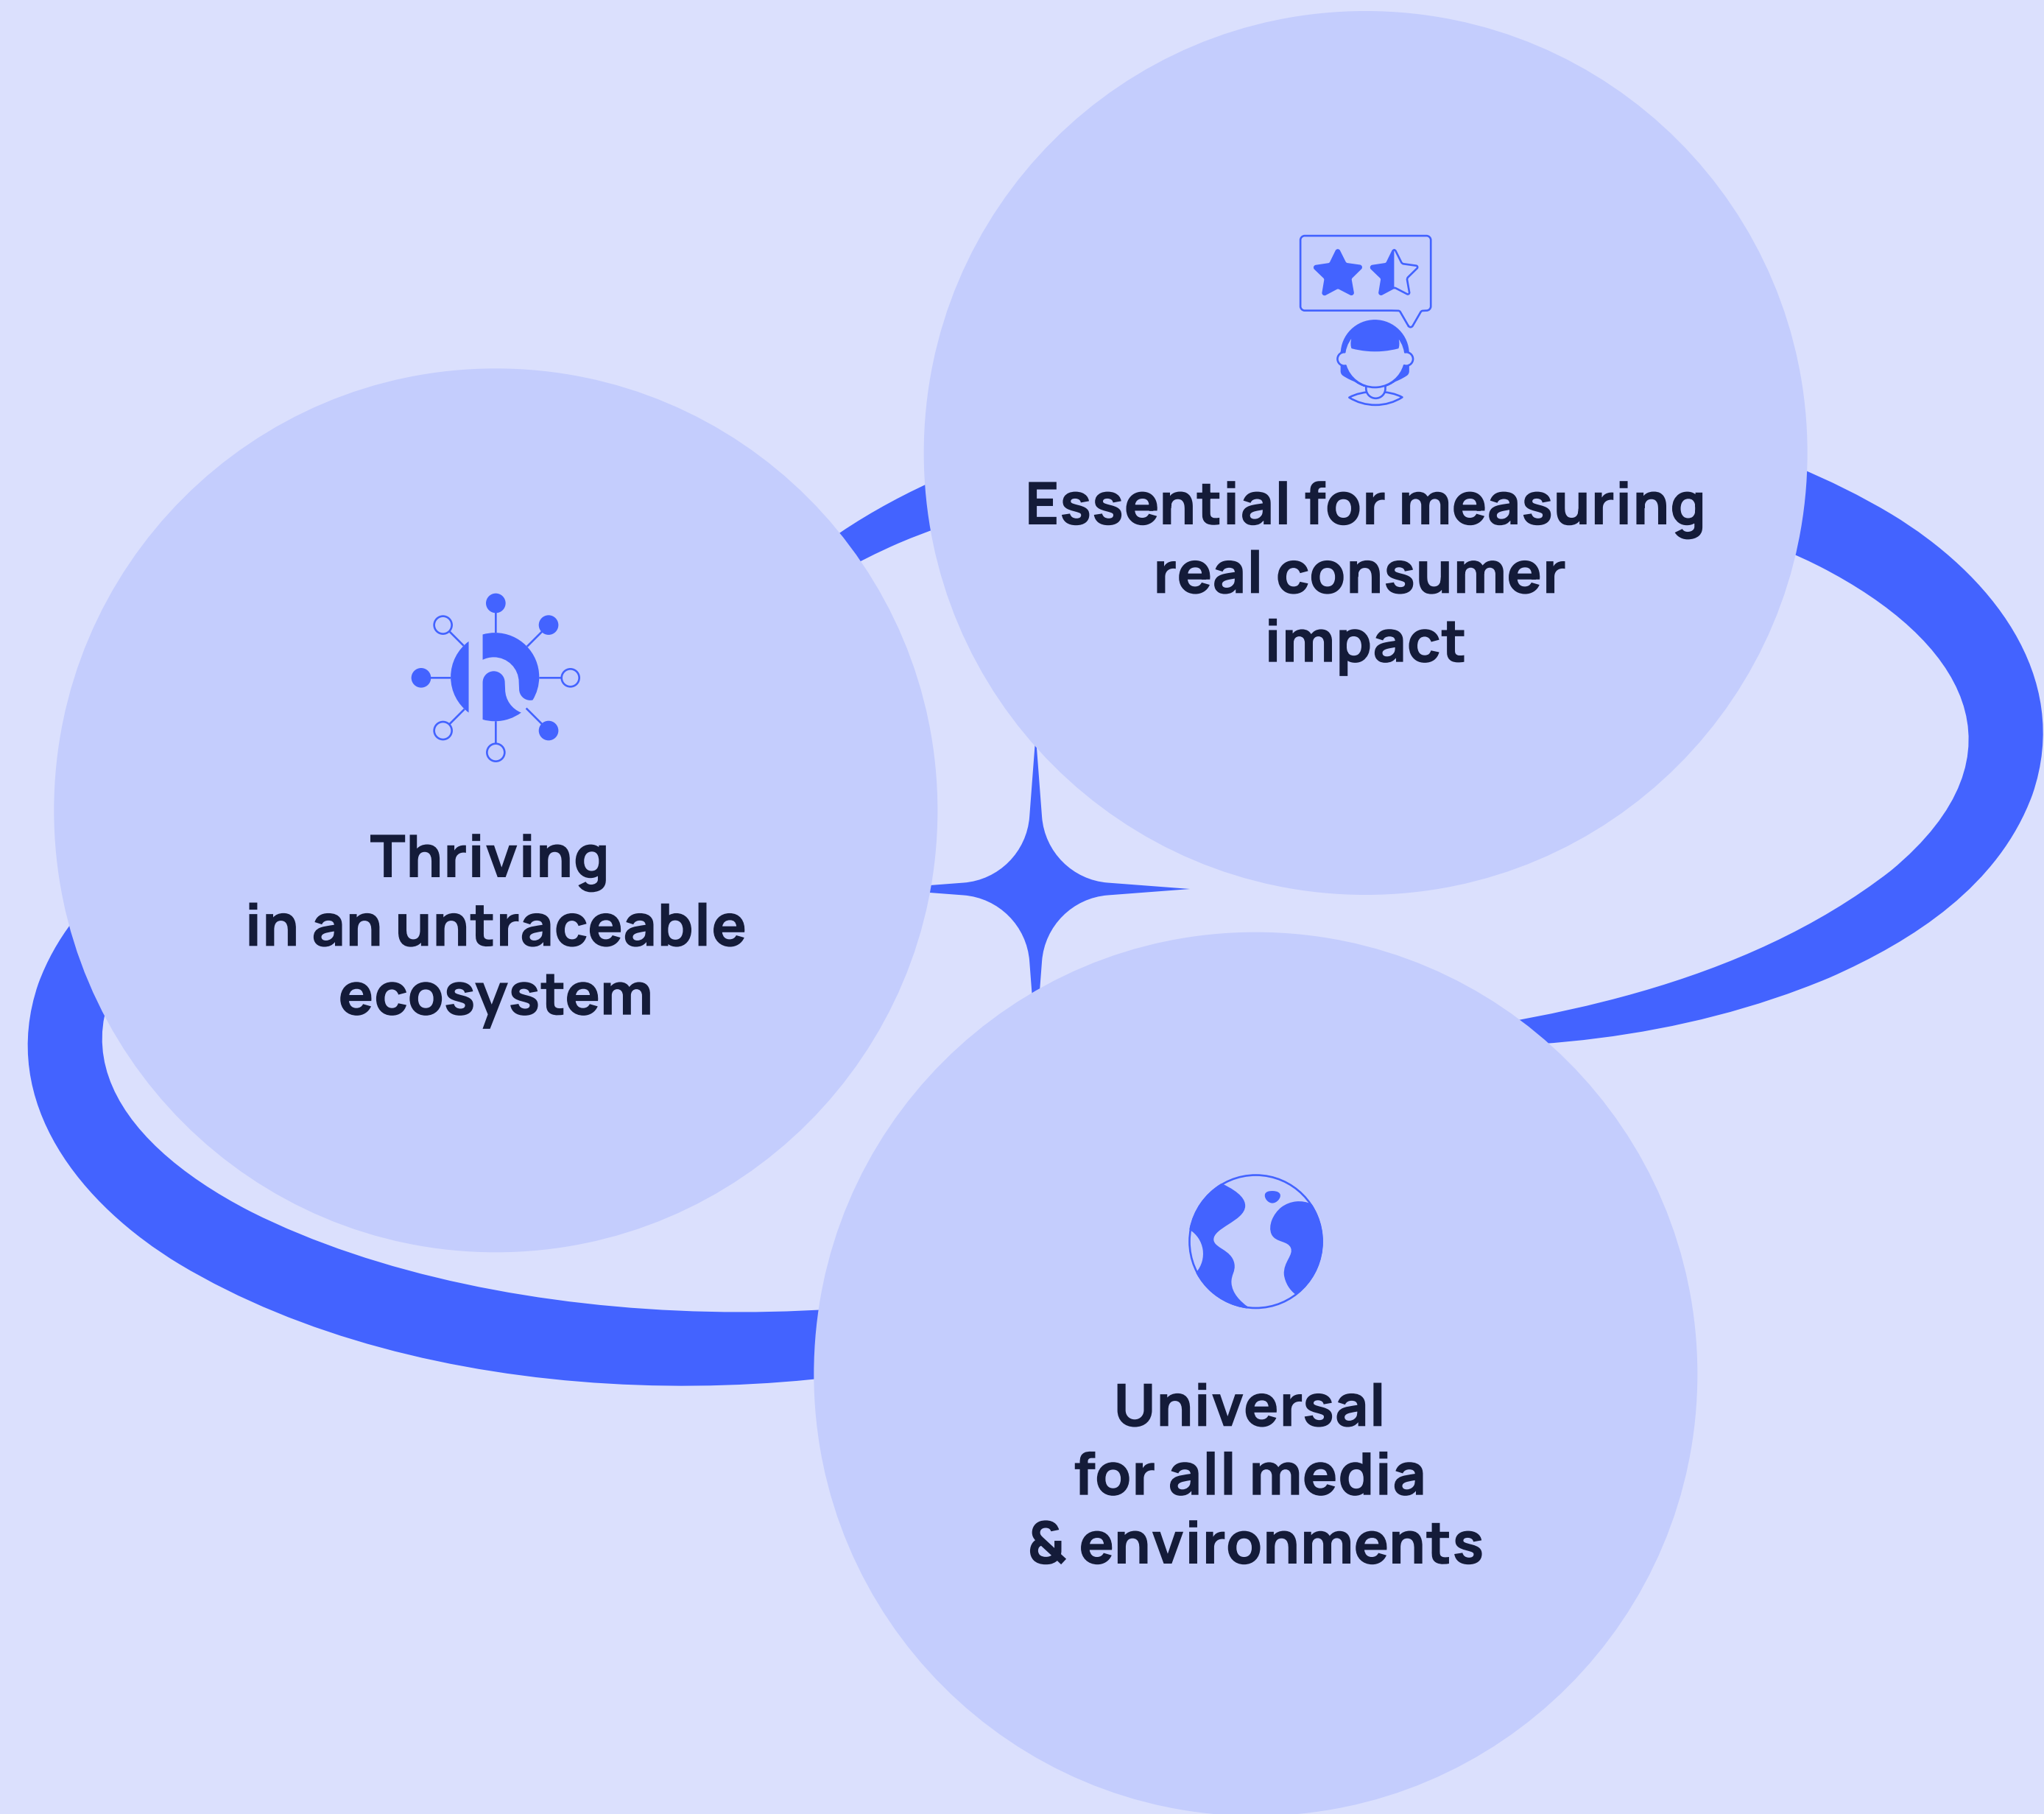 Essential for measuring
real consumer
impact
Thriving
in an untraceable
ecosystem
Universal
for all media
& environments